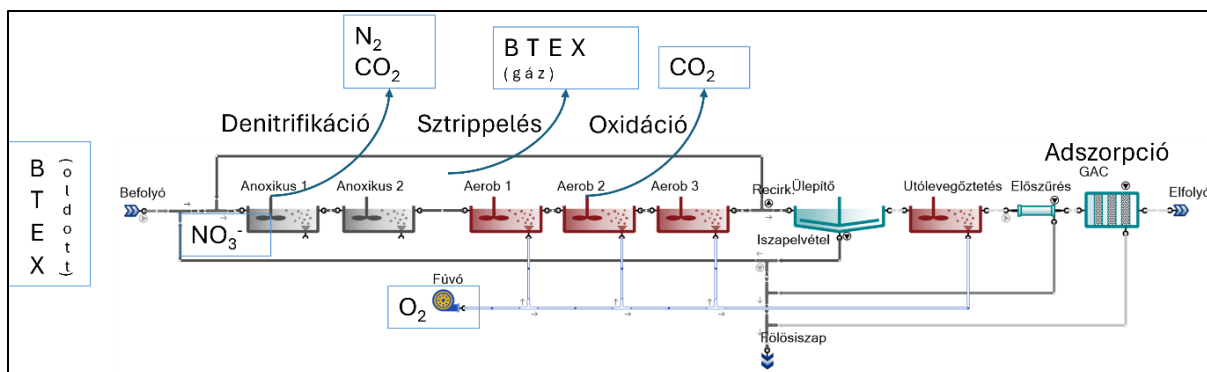 N₂
CO₂
B T E X
(gáz)
CO₂
Denitrifikáció
Sztrippelés
Oxidáció
Adszorpció
GAC
B T E X
(oldott)
Befolyó
Anoxikus 1
Anoxikus 2
Aerob 1
Aerob 2
Aerob 3
Recirk.
Ülepítő
Utólevegőztetés
Előszűrés
Elfolyó
NO₃⁻
Iszapelvétel
Fúvó
O₂
Fölösiszap